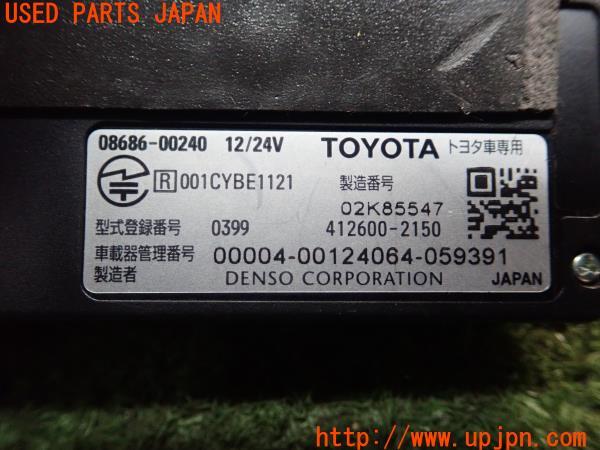 USED PARTS JAPAN
08686-00240 12/24V TOYOTA トヨタ車専用
R 001CYBE1121 製造番号
02K85547
型式登録番号 0399 412600-2150
車載器管理番号 00004-00124064-059391
製造者 DENSO CORPORATION JAPAN
http://www.upjpn.com